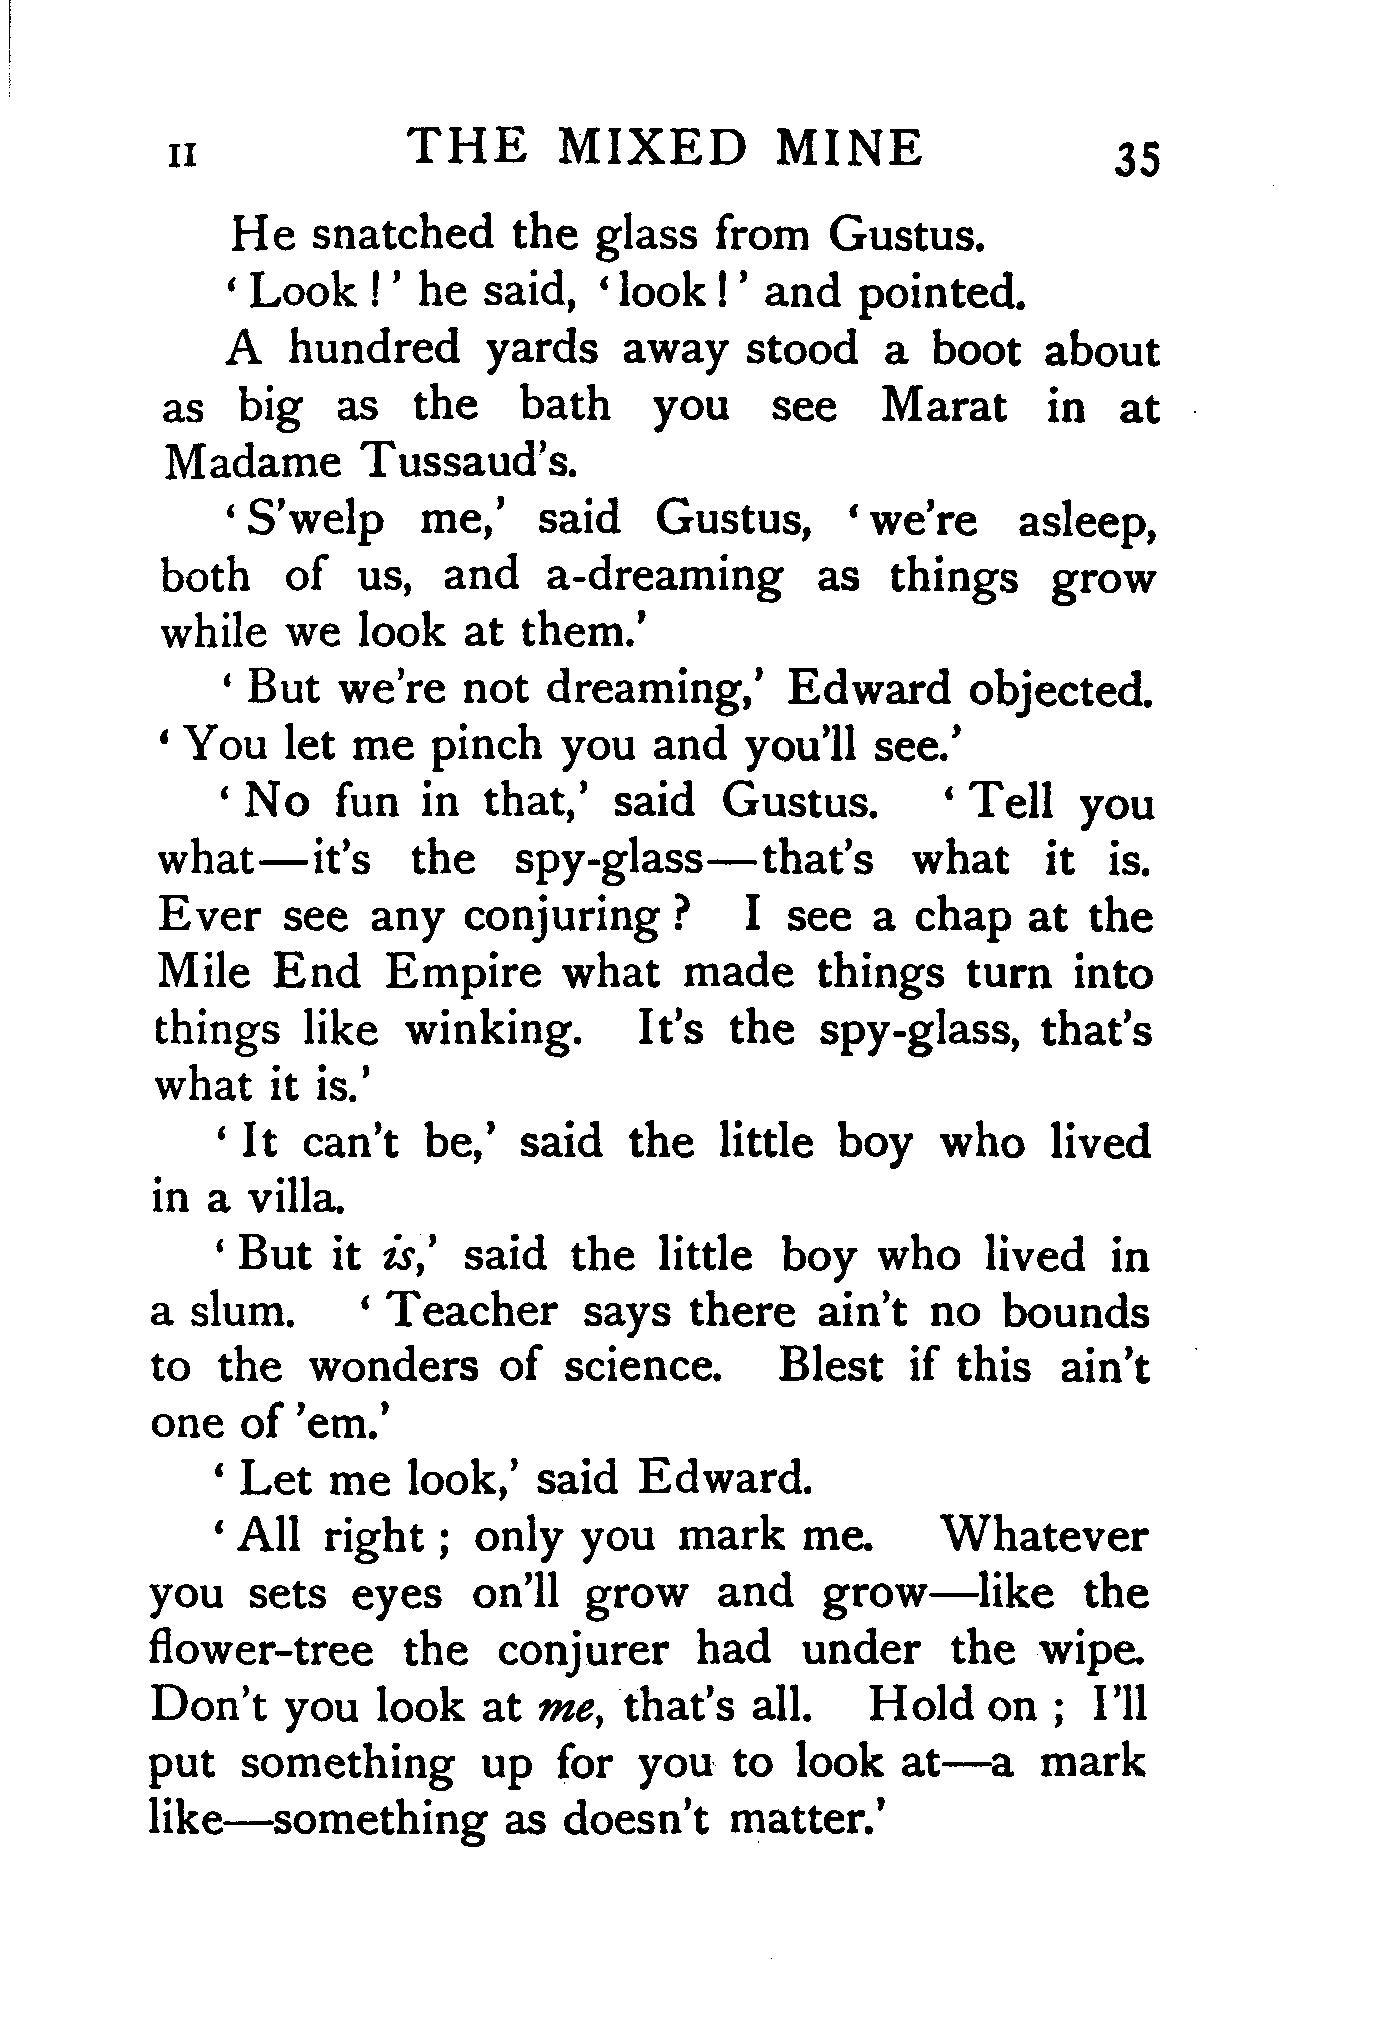 II THE MIXED MINE 35
He snatched the glass from Gustus.
‘ Look ! ’ he said, ‘ look ! ’ and pointed.
A hundred yards away stood a boot about
as big as the bath you see Marat in at
Madame Tussaud’s.
‘ S’welp me,’ said Gustus, ‘ we’re asleep,
both of us, and a-dreaming as things grow
while we look at them.’
‘ But we’re not dreaming,’ Edward objected.
‘ You let me pinch you and you’ll see.’
‘ No fun in that,’ said Gustus. ‘ Tell you
what—it’s the spy-glass—that’s what it is.
Ever see any conjuring ? I see a chap at the
Mile End Empire what made things turn into
things like winking. It’s the spy-glass, that’s
what it is.’
‘ It can’t be,’ said the little boy who lived
in a villa.
‘ But it is,’ said the little boy who lived in
a slum. ‘ Teacher says there ain’t no bounds
to the wonders of science. Blest if this ain’t
one of ’em.’
‘ Let me look,’ said Edward.
‘ All right ; only you mark me. Whatever
you sets eyes on’ll grow and grow—like the
flower-tree the conjurer had under the wipe.
Don’t you look at me, that’s all. Hold on ; I’ll
put something up for you to look at—a mark
like—something as doesn’t matter.’